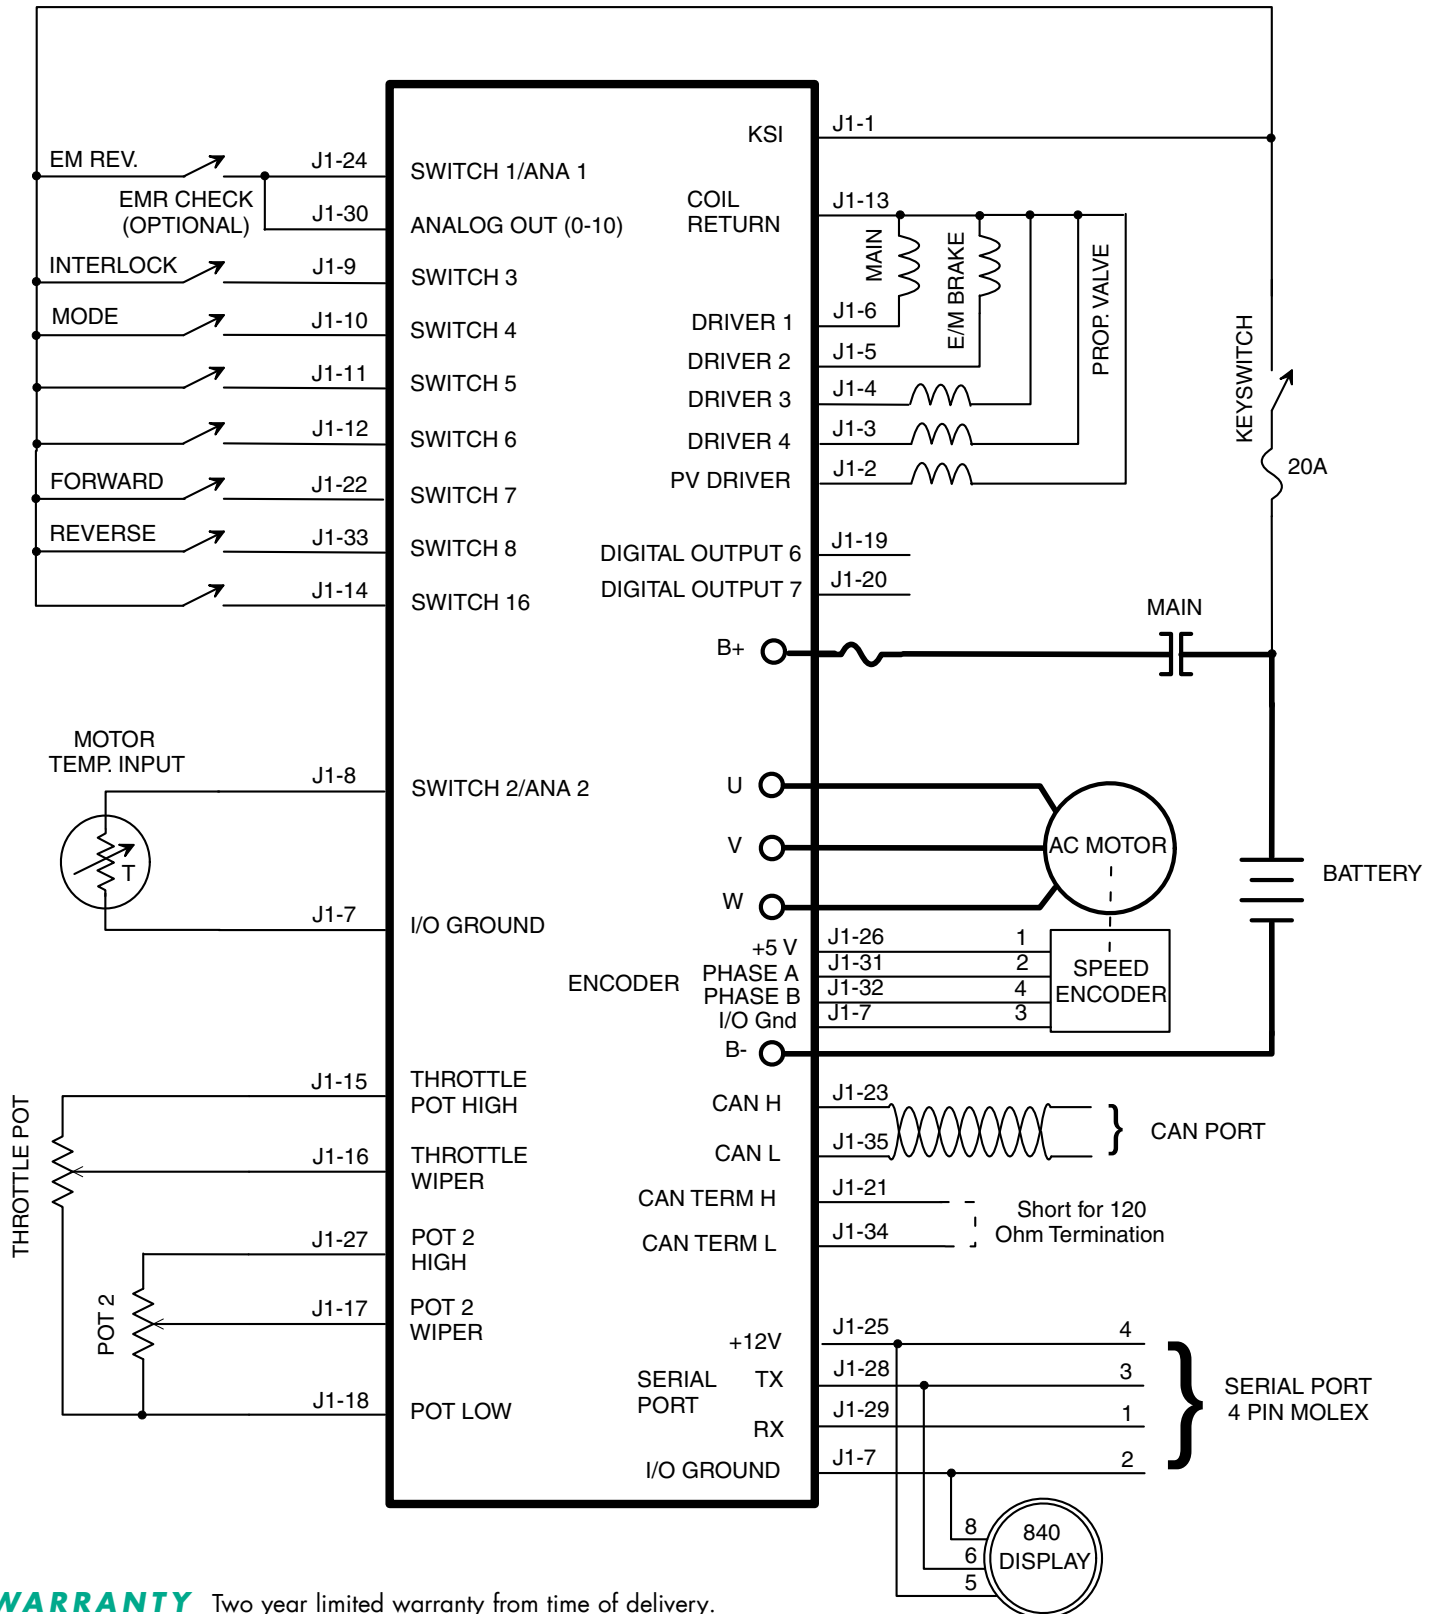 KSI
J1-1
EM REV.
J1-24
SWITCH 1/ANA 1
EMR CHECK
(OPTIONAL)
J1-30
ANALOG OUT (0-10)
COIL
RETURN
J1-13
INTERLOCK
J1-9
SWITCH 3
MAIN
E/M BRAKE
PROP. VALVE
MODE
J1-10
SWITCH 4
DRIVER 1
J1-6
J1-11
SWITCH 5
DRIVER 2
J1-5
DRIVER 3
J1-4
KEYSWITCH
J1-12
SWITCH 6
DRIVER 4
J1-3
20A
FORWARD
J1-22
SWITCH 7
PV DRIVER
J1-2
REVERSE
J1-33
SWITCH 8
DIGITAL OUTPUT 6
J1-19
J1-14
SWITCH 16
DIGITAL OUTPUT 7
J1-20
MAIN
B+
MOTOR
TEMP. INPUT
J1-8
SWITCH 2/ANA 2
T
J1-7
I/O GROUND
U
V
W
AC MOTOR
BATTERY
ENCODER
+5 V
J1-26
1
PHASE A
J1-31
2
PHASE B
J1-32
4
I/O Gnd
J1-7
3
SPEED
ENCODER
B-
THROTTLE POT
J1-15
THROTTLE
POT HIGH
CAN H
J1-23
CAN L
J1-35
CAN PORT
J1-16
THROTTLE
WIPER
CAN TERM H
J1-21
CAN TERM L
J1-34
Short for 120
Ohm Termination
J1-27
POT 2
HIGH
POT 2
J1-17
POT 2
WIPER
J1-18
POT LOW
SERIAL
PORT
+12V
J1-25
4
TX
J1-28
3
RX
J1-29
1
I/O GROUND
J1-7
2
SERIAL PORT
4 PIN MOLEX
8
6
5
840
DISPLAY
WARRANTY Two year limited warranty from time of delivery.